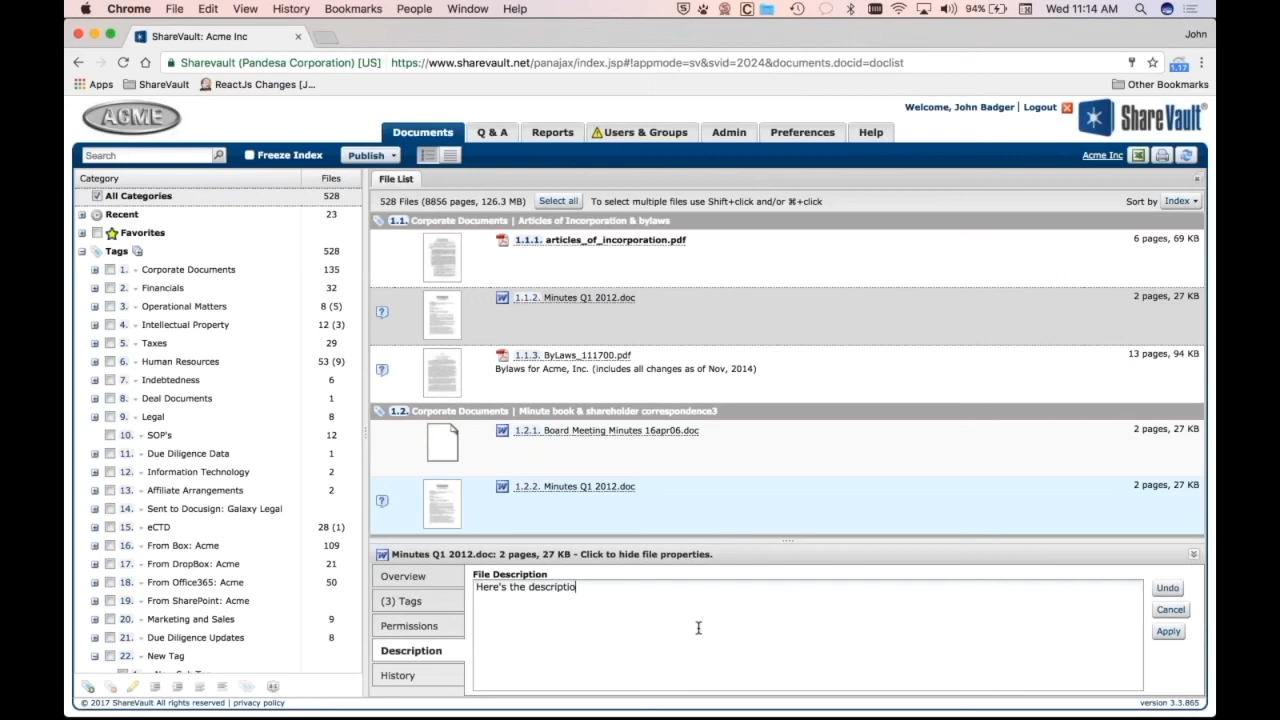 Chrome File Edit View History Bookmarks People Window Help 94% Wed 11:14 AM
ShareVault: Acme Inc John
Sharevault (Pandesa Corporation) [US] https://www.sharevault.net/panajax/index.jsp#!appmode=sv&svid=2024&documents.docid=doclist
Apps ShareVault ReactJs Changes [J... Other Bookmarks
ACME
Welcome, John Badger | Logout
ShareVault®
Documents Q & A Reports Users & Groups Admin Preferences Help
Search Freeze Index Publish Acme Inc
Category Files
All Categories 528
Recent 23
Favorites
Tags 528
1. Corporate Documents 135
2. Financials 32
3. Operational Matters 8 (5)
4. Intellectual Property 12 (3)
5. Taxes 29
6. Human Resources 53 (9)
7. Indebtedness 6
8. Deal Documents 1
9. Legal 8
10. SOP's 12
11. Due Diligence Data 1
12. Information Technology 2
13. Affiliate Arrangements 2
14. Sent to Docusign: Galaxy Legal
15. eCTD 28 (1)
16. From Box: Acme 109
17. From DropBox: Acme 21
18. From Office365: Acme 50
19. From SharePoint: Acme
20. Marketing and Sales 9
21. Due Diligence Updates 8
22. New Tag
File List
528 Files (8856 pages, 126.3 MB) Select all To select multiple files use Shift+click and/or ⌘+click Sort by Index
1.1. Corporate Documents | Articles of Incorporation & bylaws
1.1.1. articles_of_incorporation.pdf 6 pages, 69 KB
1.1.2. Minutes Q1 2012.doc 2 pages, 27 KB
1.1.3. ByLaws_111700.pdf 13 pages, 94 KB
Bylaws for Acme, Inc. (includes all changes as of Nov, 2014)
1.2. Corporate Documents | Minute book & shareholder correspondence3
1.2.1. Board Meeting Minutes 16apr06.doc 2 pages, 27 KB
1.2.2. Minutes Q1 2012.doc 2 pages, 27 KB
Minutes Q1 2012.doc: 2 pages, 27 KB - Click to hide file properties.
Overview
(3) Tags
Permissions
Description
History
File Description
Here's the descriptio
Undo
Cancel
Apply
© 2017 ShareVault All rights reserved | privacy policy version 3.3.865